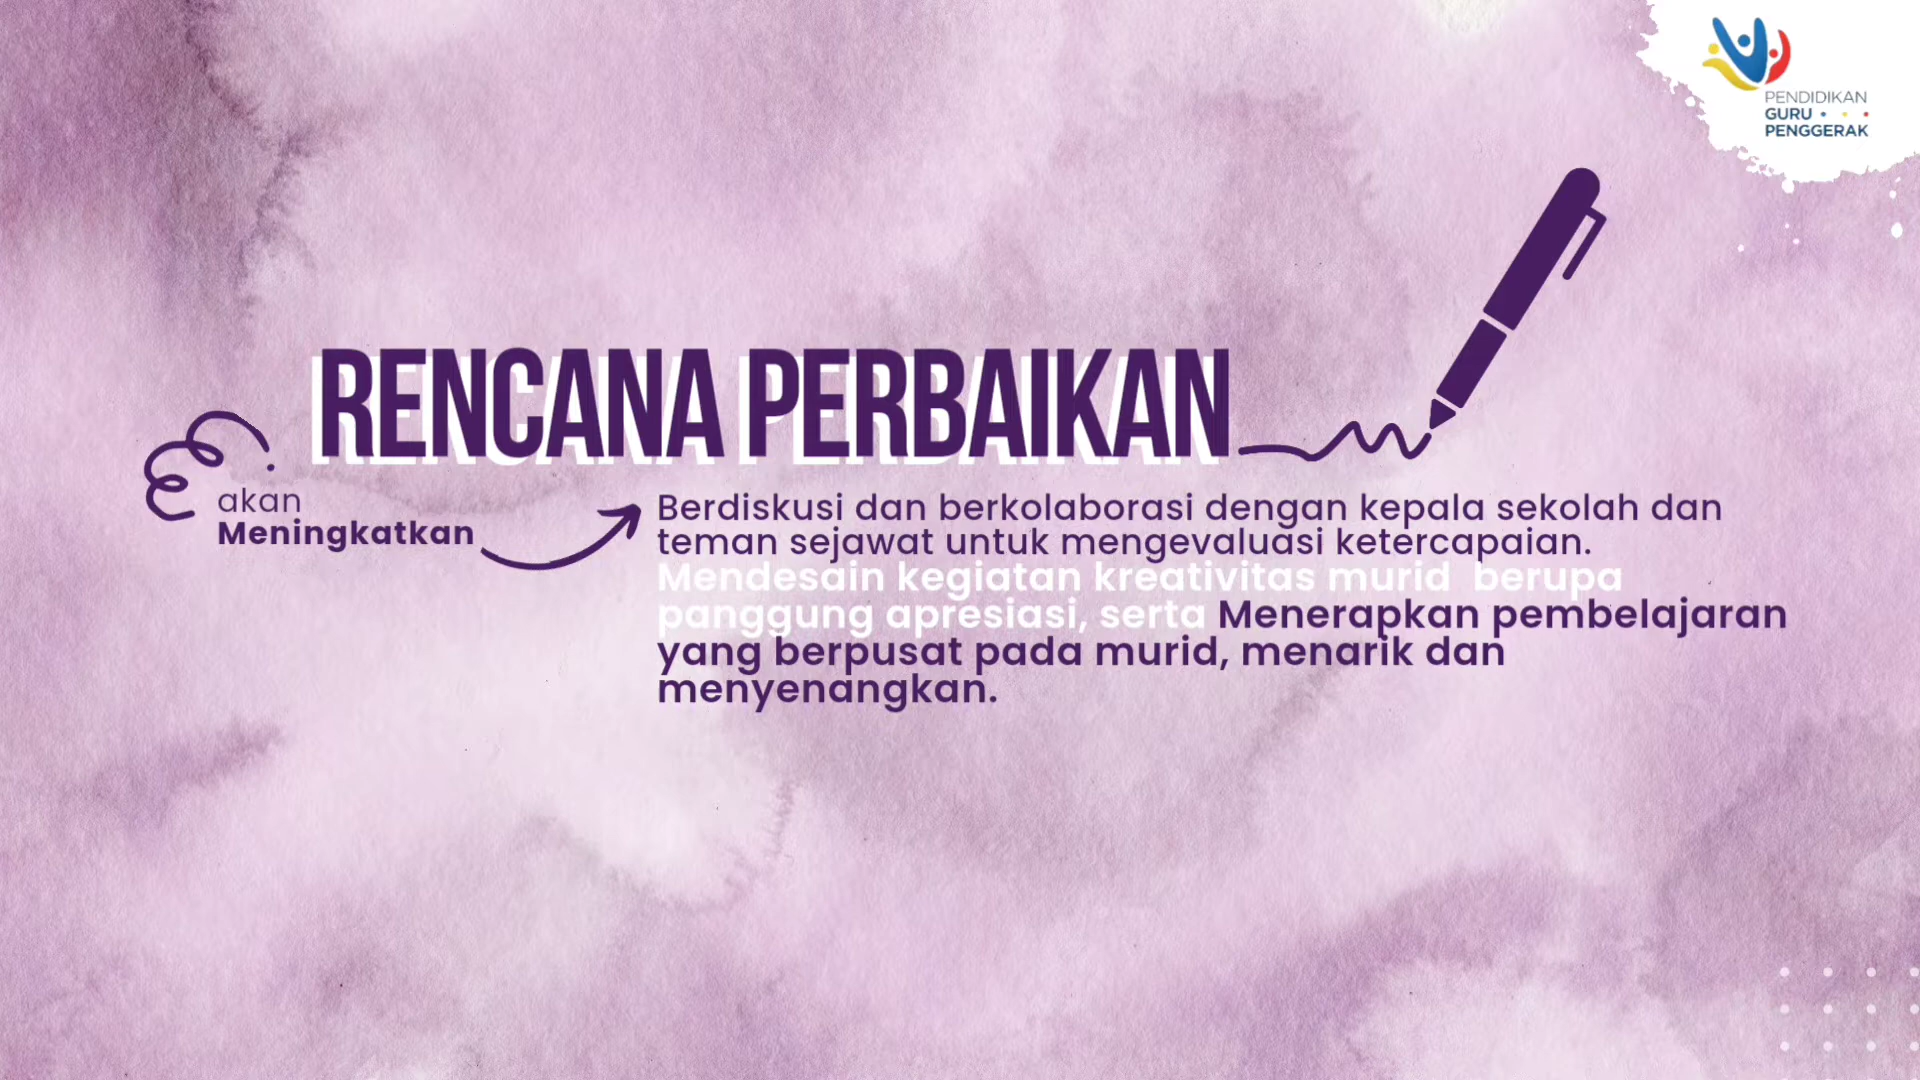 PENDIDIKAN
GURU
PENGGERAK
RENCANA PERBAIKAN
akan
Meningkatkan
Berdiskusi dan berkolaborasi dengan kepala sekolah dan
teman sejawat untuk mengevaluasi ketercapaian.
Mendesain kegiatan kreativitas murid berupa
panggung apresiasi, serta Menerapkan pembelajaran
yang berpusat pada murid, menarik dan
menyenangkan.